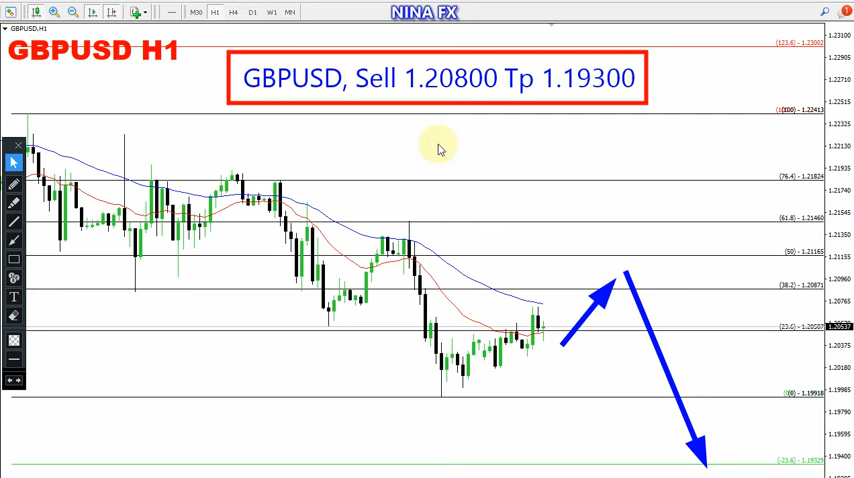 M30 H1 H4 D1 W1 MN
NINA FX
GBPUSD,H1
GBPUSD H1
GBPUSD, Sell 1.20800 Tp 1.19300
(123.6) - 1.23002
(100) - 1.22413
(76.4) - 1.21824
(61.8) - 1.21460
(50) - 1.21165
(38.2) - 1.20871
(23.6) - 1.20507
(0) - 1.19918
(-23.6) - 1.19329
1.23100
1.22905
1.22710
1.22515
1.22325
1.22130
1.21935
1.21740
1.21545
1.21350
1.21155
1.20960
1.20765
1.20537
1.20375
1.20180
1.19985
1.19790
1.19595
1.19400
T